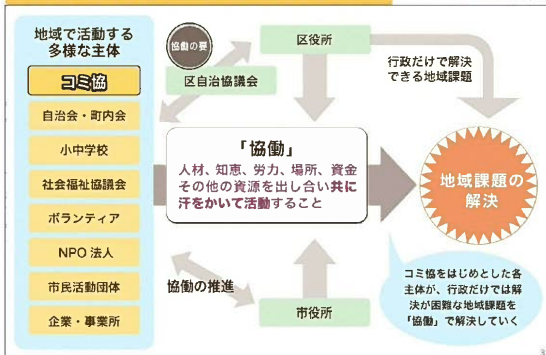 地域で活動する
多様な主体
コミ協
自治会・町内会
小中学校
社会福祉協議会
ボランティア
NPO 法人
市民活動団体
企業・事業所
協働の要
区自治協議会
区役所
行政だけで解決
できる地域課題
「協働」
人材、知恵、労力、場所、資金
その他の資源を出し合い共に
汗をかいて活動すること
地域課題の
解決
協働の推進
市役所
コミ協をはじめとした各
主体が、行政だけでは解
決が困難な地域課題を
「協働」で解決していく